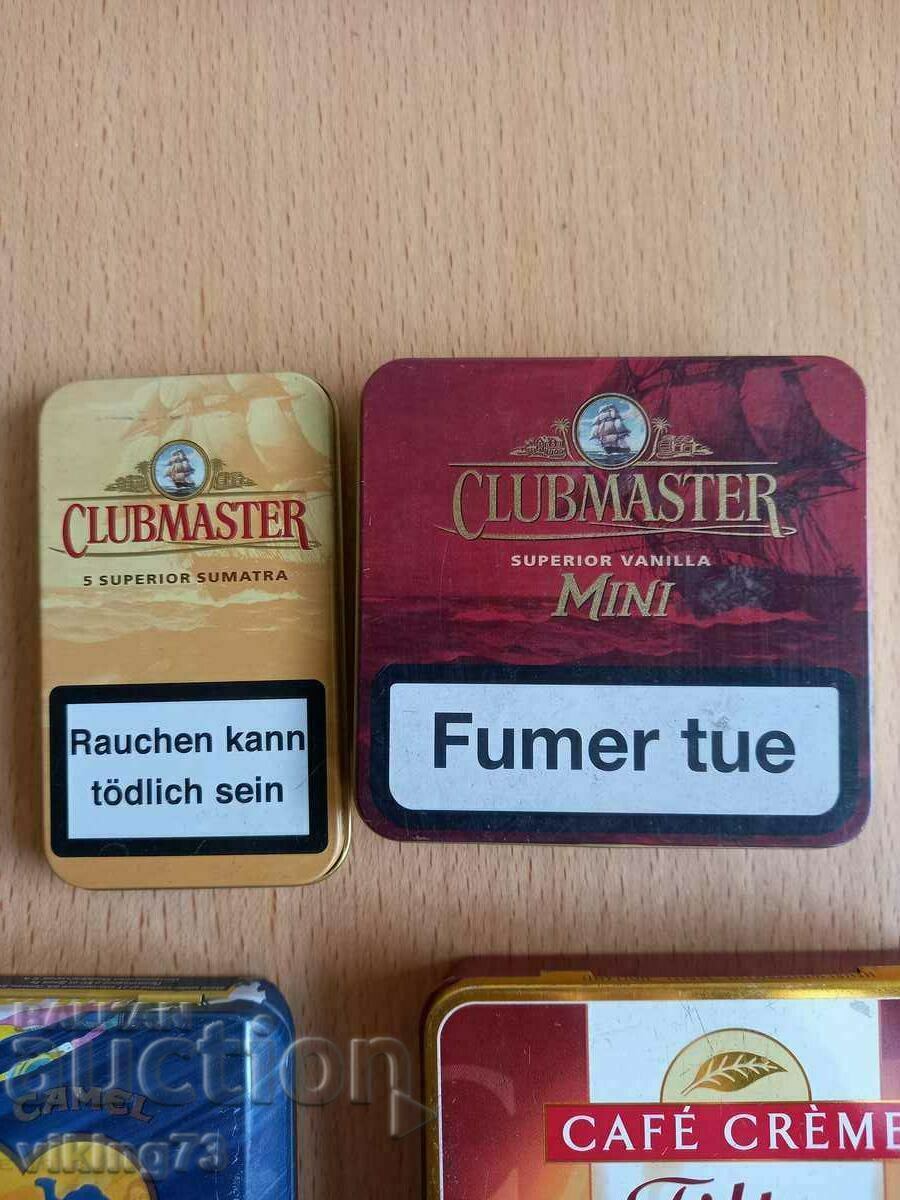 CLUBMASTER
5 SUPERIOR SUMATRA
Rauchen kann
tödlich sein
CLUBMASTER
SUPERIOR VANILLA
MINI
Fumer tue
CAMEL
CAFÉ CRÈME
BALKAN
auction
viking73